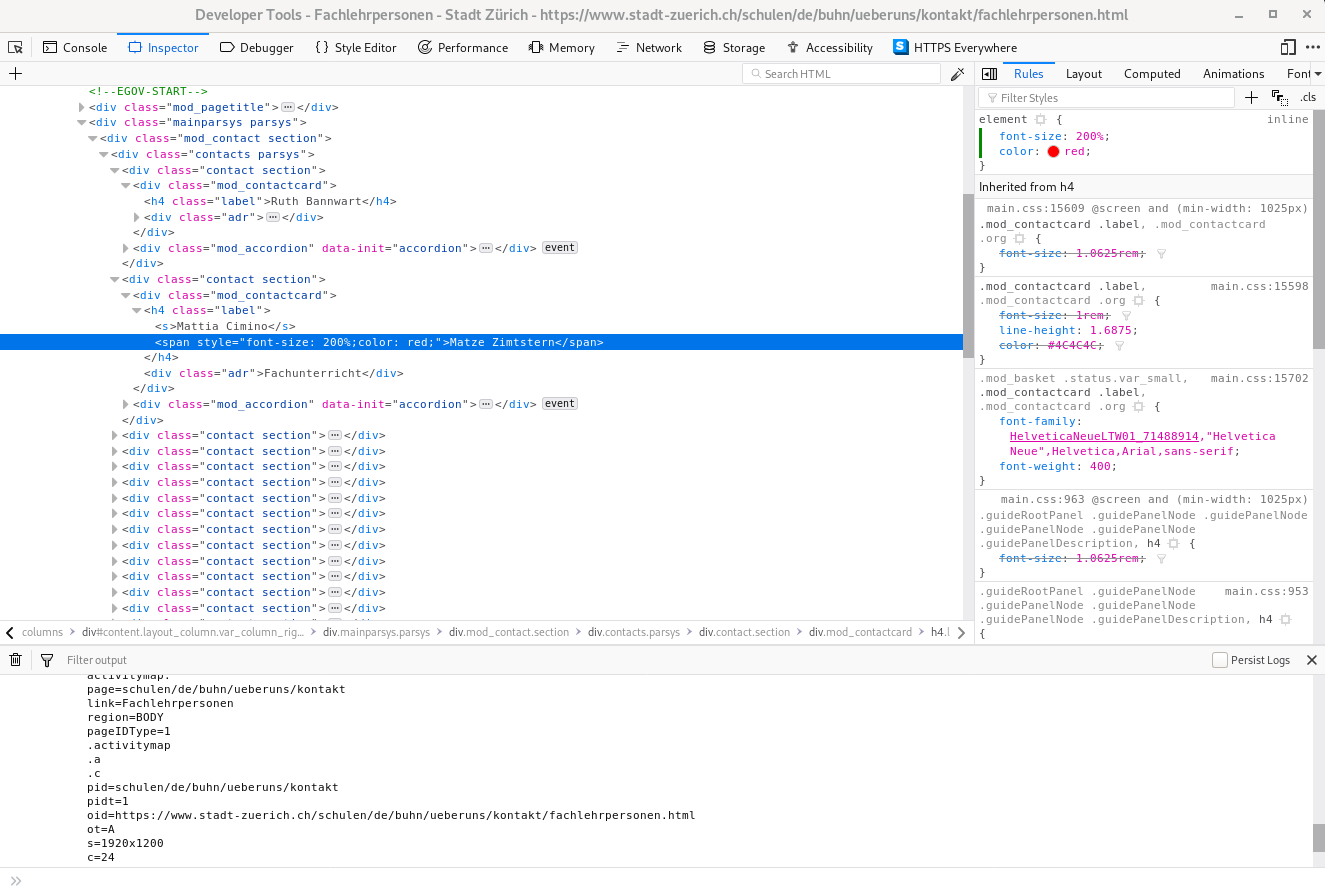 Developer Tools - Fachlehrpersonen - Stadt Zürich - https://www.stadt-zuerich.ch/schulen/de/buhn/ueberuns/kontakt/fachlehrpersonen.html
Console Inspector Debugger {} Style Editor Performance Memory Network Storage Accessibility S HTTPS Everywhere
+ Search HTML
Rules Layout Computed Animations Font
Filter Styles + .cls
<!--EGOV-START-->
<div class="mod_pagetitle"></div>
<div class="mainparsys parsys">
<div class="mod_contact section">
<div class="contacts parsys">
<div class="contact section">
<div class="mod_contactcard">
<h4 class="label">Ruth Bannwart</h4>
<div class="adr"></div>
</div>
<div class="mod_accordion" data-init="accordion"></div> event
</div>
<div class="contact section">
<div class="mod_contactcard">
<h4 class="label">
<s>Mattia Cimino</s>
<span style="font-size: 200%;color: red;">Matze Zimtstern</span>
</h4>
<div class="adr">Fachunterricht</div>
</div>
<div class="mod_accordion" data-init="accordion"></div> event
</div>
<div class="contact section"></div>
<div class="contact section"></div>
<div class="contact section"></div>
<div class="contact section"></div>
<div class="contact section"></div>
<div class="contact section"></div>
<div class="contact section"></div>
<div class="contact section"></div>
<div class="contact section"></div>
<div class="contact section"></div>
<div class="contact section"></div>
<div class="contact section"></div>
columns div#content.layout_column.var_column_rig… div.mainparsys.parsys div.mod_contact.section div.contacts.parsys div.contact.section div.mod_contactcard h4.l
element { inline
font-size: 200%;
color: red;
}
Inherited from h4
main.css:15609 @screen and (min-width: 1025px)
.mod_contactcard .label, .mod_contactcard
.org {
font-size: 1.0625rem;
}
.mod_contactcard .label, main.css:15598
.mod_contactcard .org {
font-size: 1rem;
line-height: 1.6875;
color: #4C4C4C;
}
.mod_basket .status.var_small, main.css:15702
.mod_contactcard .label,
.mod_contactcard .org {
font-family:
HelveticaNeueLTW01_71488914,"Helvetica
Neue",Helvetica,Arial,sans-serif;
font-weight: 400;
}
main.css:963 @screen and (min-width: 1025px)
.guideRootPanel .guidePanelNode .guidePanelNode
.guidePanelNode .guidePanelNode
.guidePanelDescription, h4 {
font-size: 1.0625rem;
}
.guideRootPanel .guidePanelNode main.css:953
.guidePanelNode .guidePanelNode
.guidePanelNode .guidePanelDescription, h4
{
Filter output Persist Logs
activitymap.
page=schulen/de/buhn/ueberuns/kontakt
link=Fachlehrpersonen
region=BODY
pageIDType=1
.activitymap
.a
.c
pid=schulen/de/buhn/ueberuns/kontakt
pidt=1
oid=https://www.stadt-zuerich.ch/schulen/de/buhn/ueberuns/kontakt/fachlehrpersonen.html
ot=A
s=1920x1200
c=24